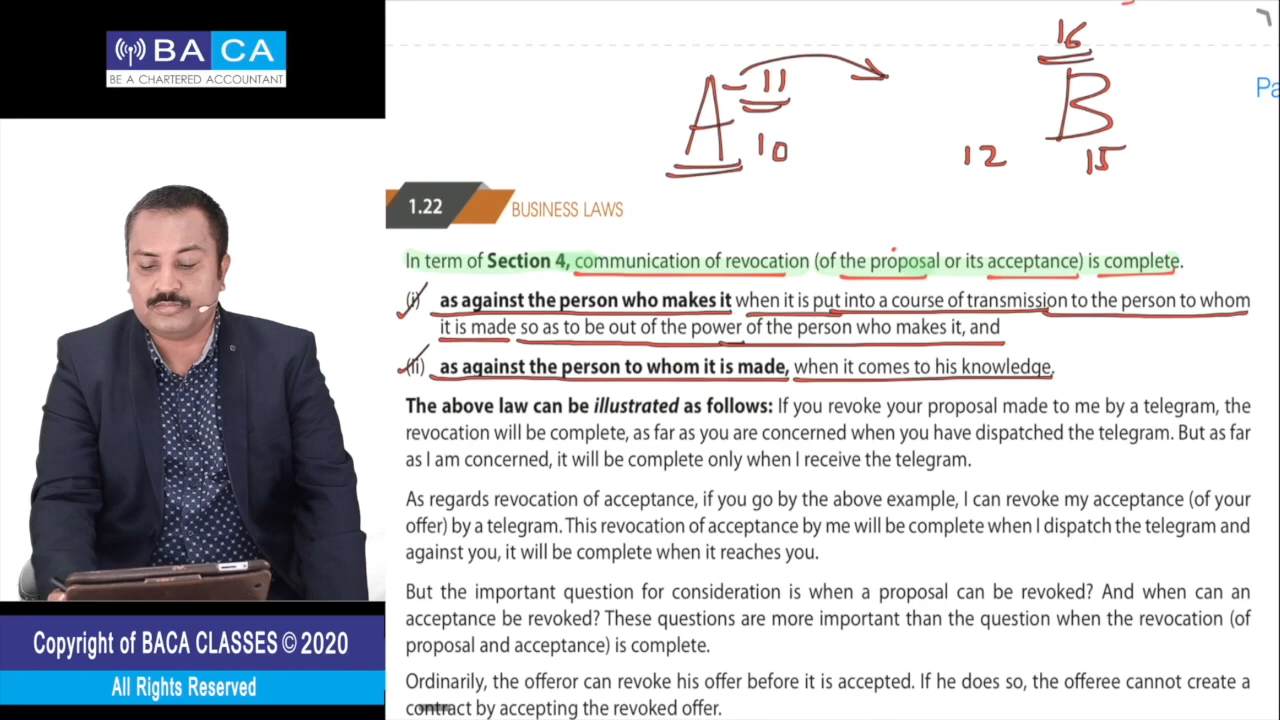 BACA
BE A CHARTERED ACCOUNTANT
16
A - 11
B
10
12
15
Pa
1.22
BUSINESS LAWS
In term of Section 4, communication of revocation (of the proposal or its acceptance) is complete.
(i) as against the person who makes it when it is put into a course of transmission to the person to whom
it is made so as to be out of the power of the person who makes it, and
(ii) as against the person to whom it is made, when it comes to his knowledge.
The above law can be illustrated as follows: If you revoke your proposal made to me by a telegram, the
revocation will be complete, as far as you are concerned when you have dispatched the telegram. But as far
as I am concerned, it will be complete only when I receive the telegram.
As regards revocation of acceptance, if you go by the above example, I can revoke my acceptance (of your
offer) by a telegram. This revocation of acceptance by me will be complete when I dispatch the telegram and
against you, it will be complete when it reaches you.
But the important question for consideration is when a proposal can be revoked? And when can an
acceptance be revoked? These questions are more important than the question when the revocation (of
proposal and acceptance) is complete.
Ordinarily, the offeror can revoke his offer before it is accepted. If he does so, the offeree cannot create a
contract by accepting the revoked offer.
Copyright of BACA CLASSES © 2020
All Rights Reserved